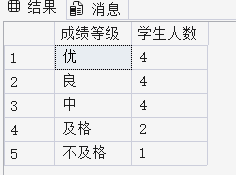 结果 消息
成绩等级 学生人数
1 优 4
2 良 4
3 中 4
4 及格 2
5 不及格 1